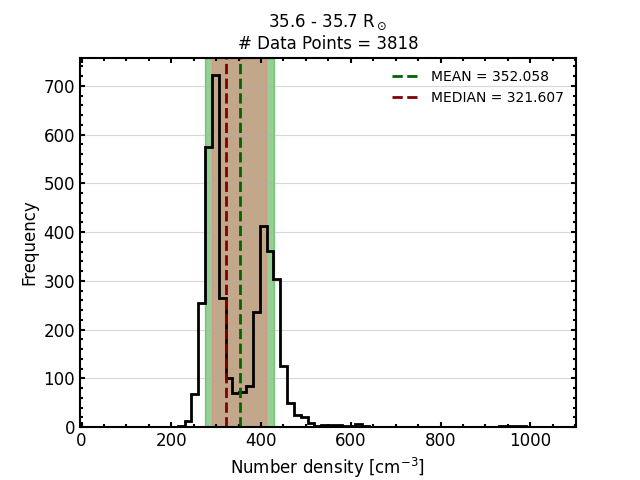 35.6 - 35.7 R⊙
# Data Points = 3818
MEAN = 352.058
MEDIAN = 321.607
700
600
500
400
300
200
100
0
Frequency
0 200 400 600 800 1000
Number density [cm⁻³]